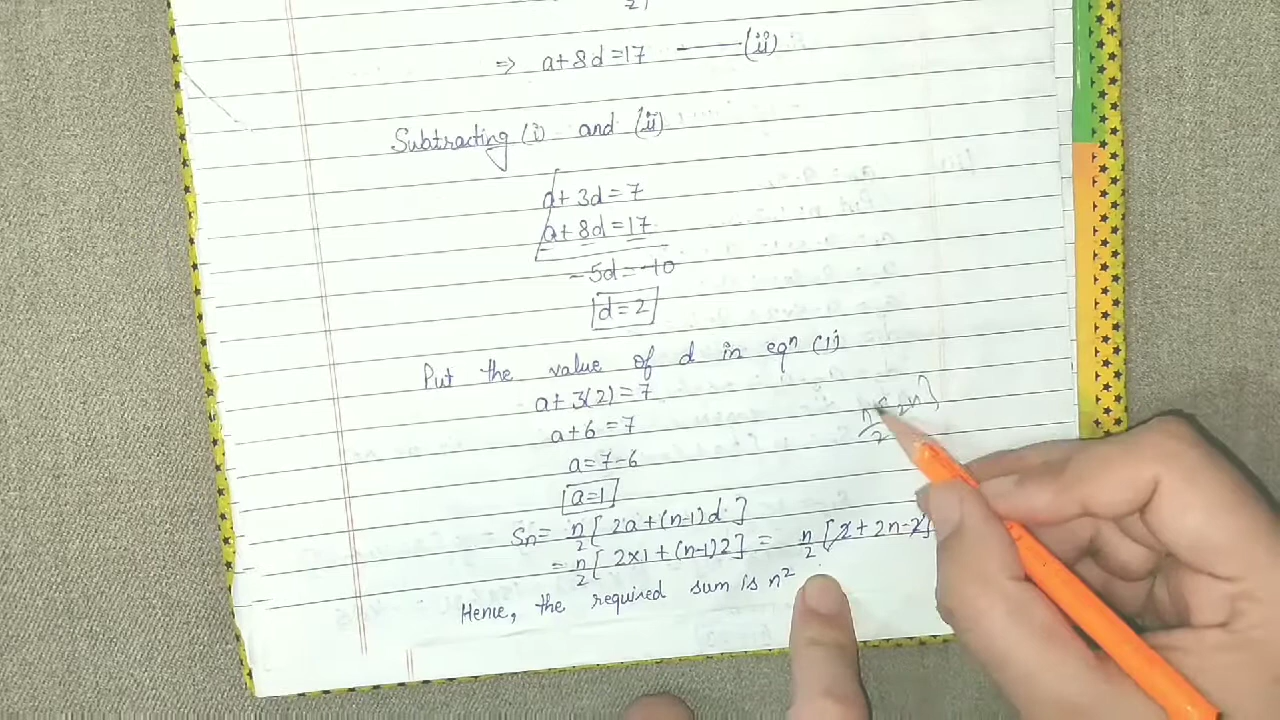 ⇒ a+8d=17 ——(ii)
Subtracting (i) and (ii)
a+3d=7
a+8d=17
-5d=-10
d=2
Put the value of d in eqⁿ (i)
a+3(2)=7
a+6=7
a=7-6
a=1
Sn= n/2[2a+(n-1)d]
= n/2[2x1+(n-1)2] = n/2[2+2n-2]
n/2[2n]
Hence, the required sum is n²